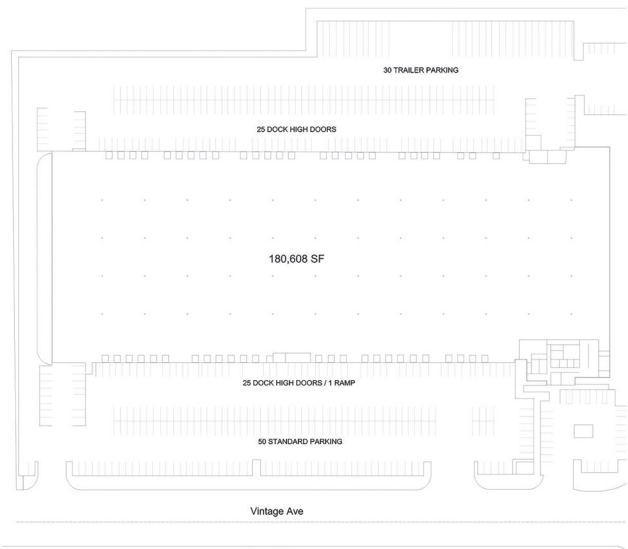 30 TRAILER PARKING
25 DOCK HIGH DOORS
180,608 SF
25 DOCK HIGH DOORS / 1 RAMP
50 STANDARD PARKING
Vintage Ave